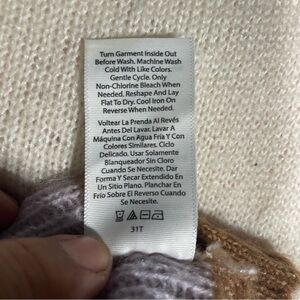 Turn Garment Inside Out
Before Wash. Machine Wash
Cold With Like Colors.
Gentle Cycle. Only
Non-Chlorine Bleach When
Needed. Reshape And Lay
Flat To Dry. Cool Iron On
Reverse When Needed.
Voltear La Prenda Al Revés
Antes Del Lavar. Lavar A
Máquina Con Agua Fría Y Con
Colores Similares. Ciclo
Delicado. Usar Solamente
Blanqueador Sin Cloro
Cuando Sea Necesario. Dar
Forma Y Secar Extendido En
Un Sitio Plano. Planchar En
Frío Sobre El Reverso Cuando
Se Necesite.
31T